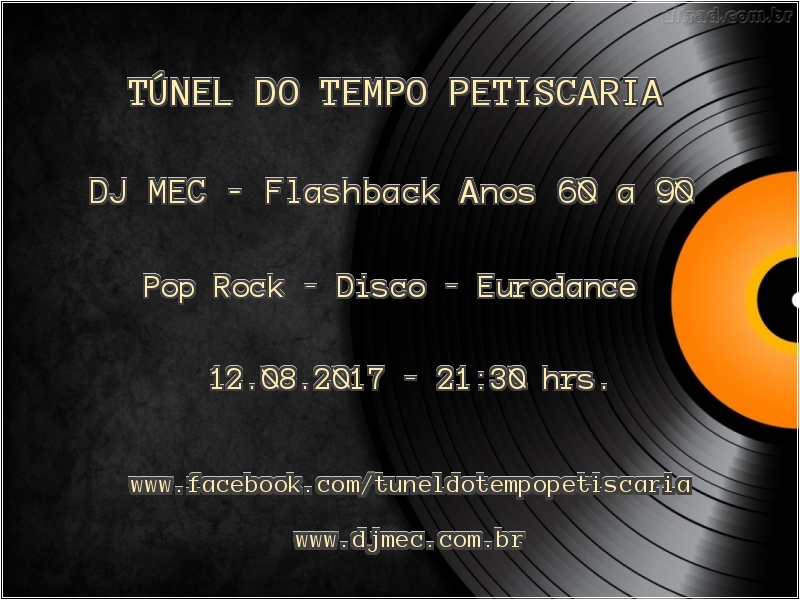 TÚNEL DO TEMPO PETISCARIA
DJ MEC - Flashback Anos 60 a 90
Pop Rock - Disco - Eurodance
12.08.2017 - 21:30 hrs.
www.facebook.com/tuneldotempopetiscaria
www.djmec.com.br